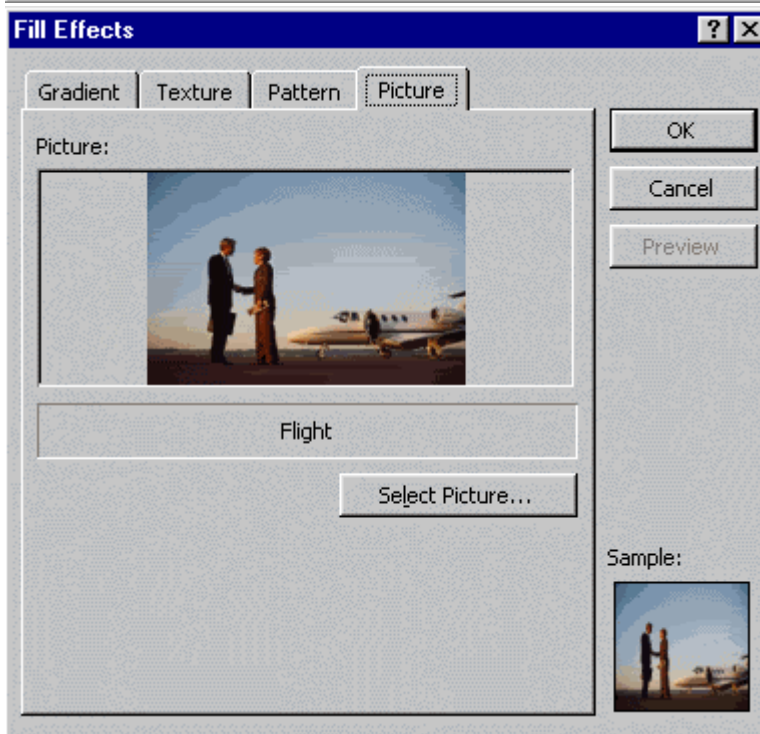 Fill Effects
Gradient Texture Pattern Picture
Picture:
OK
Cancel
Preview
Flight
Select Picture...
Sample: